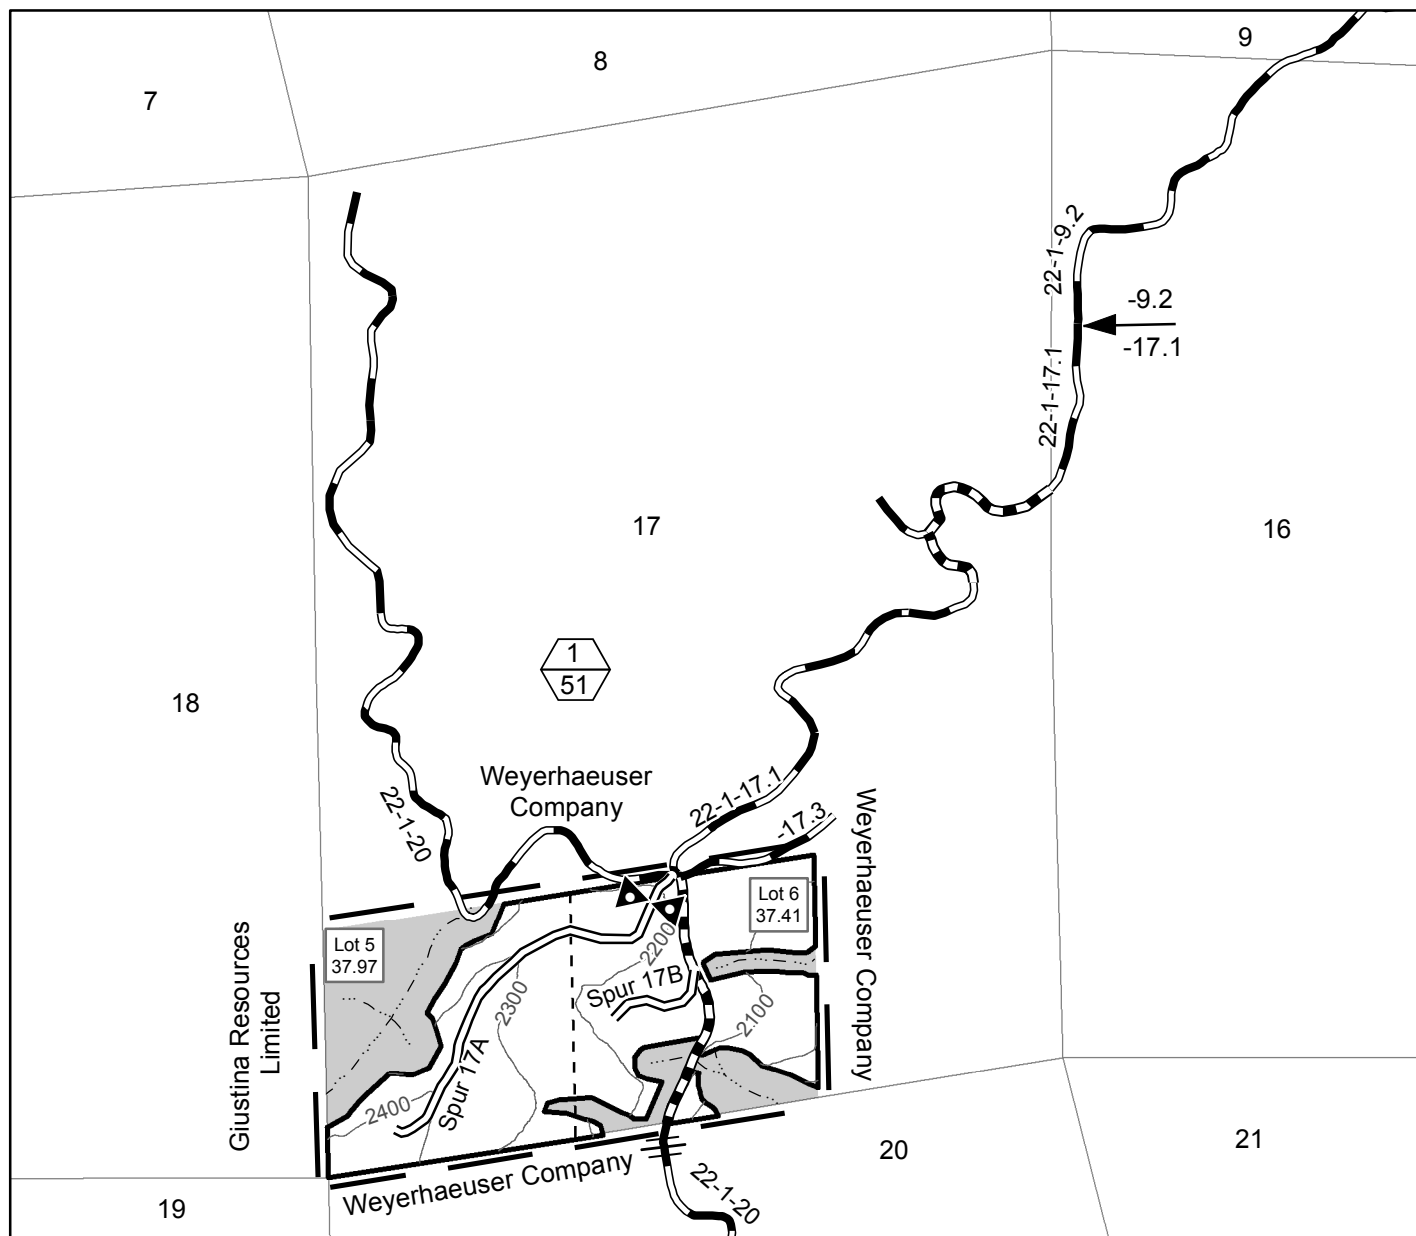 8
9
7
22-1-9.2
-9.2
-17.1
22-1-17.1
17
16
1
51
18
Weyerhaeuser
Company
22-1-20
22-1-17.1
-17.3
Weyerhaeuser Company
Lot 6
37.41
Lot 5
37.97
2200
Spur 17B
2300
2100
Giustina Resources
Limited
Spur 17A
2400
Weyerhaeuser Company
22-1-20
20
21
19